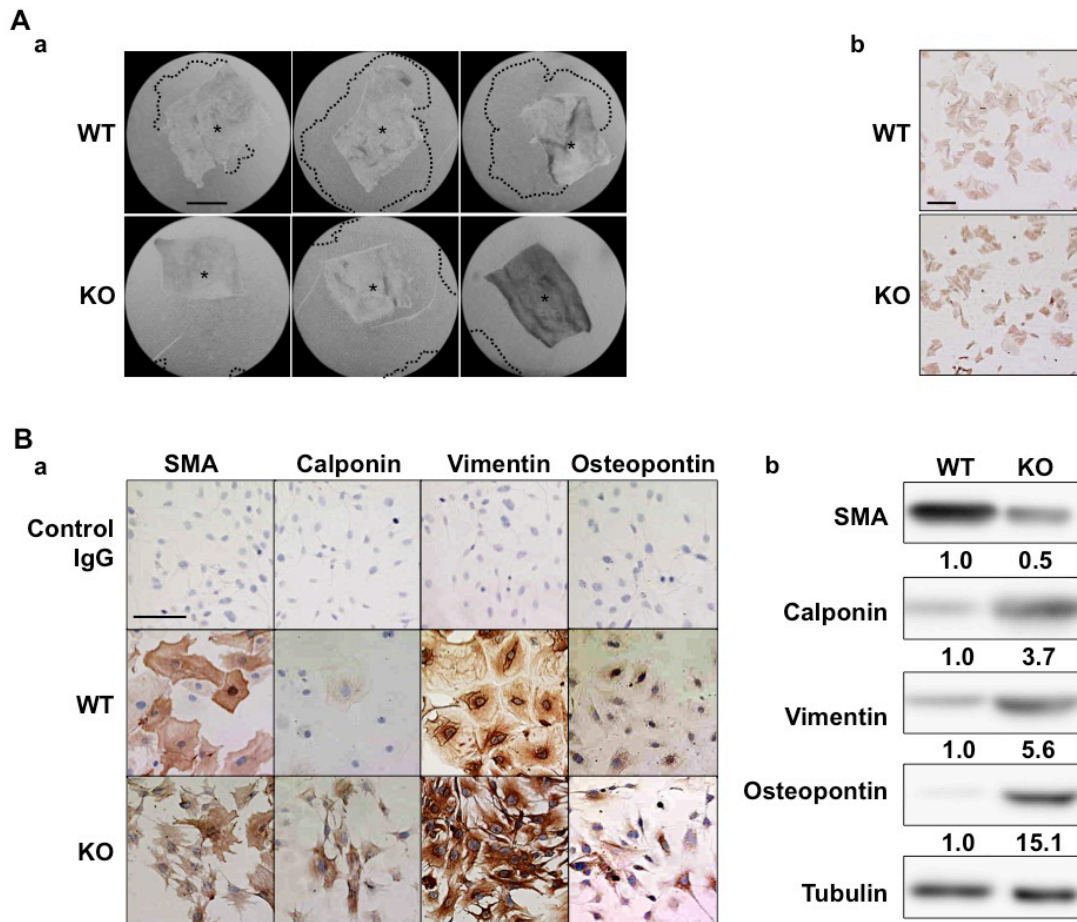 A
a
b
WT
WT
*
*
*
KO
KO
*
*
*
B
a
b
SMA Calponin Vimentin Osteopontin
Control
IgG
WT
KO
WT KO
SMA
1.0 0.5
Calponin
1.0 3.7
Vimentin
1.0 5.6
Osteopontin
1.0 15.1
Tubulin